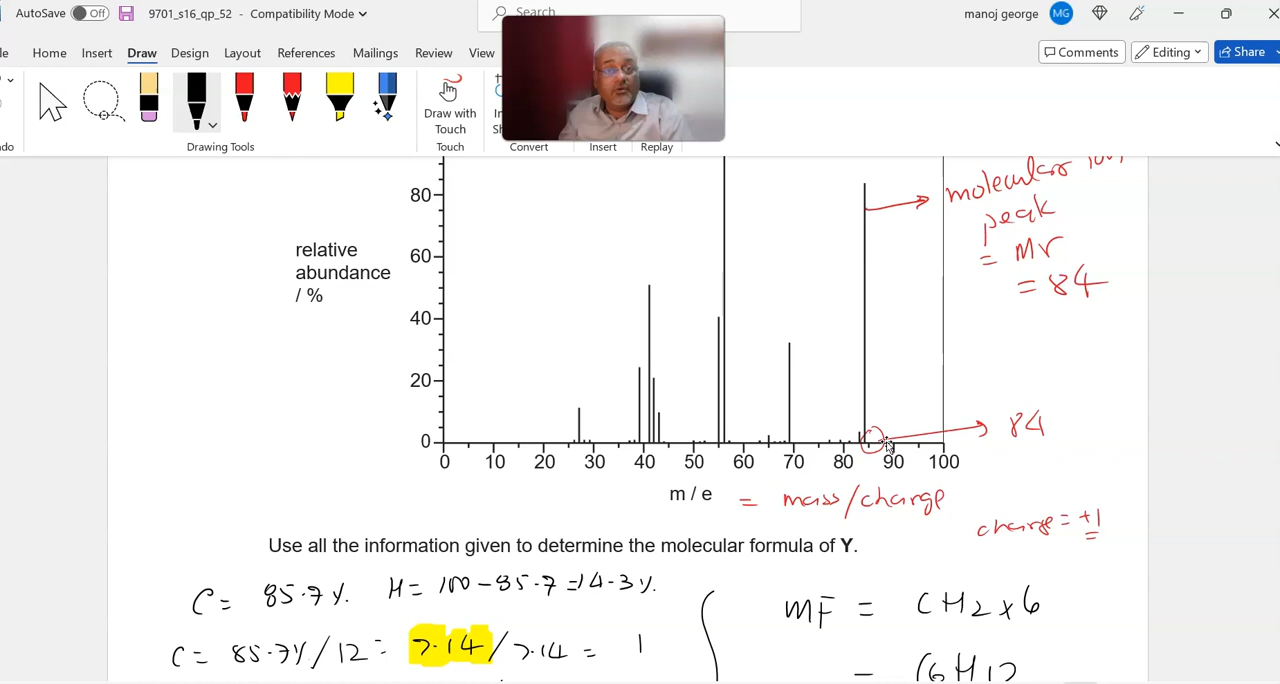 AutoSave Off 9701_s16_qp_52 - Compatibility Mode Search manoj george MG
Home Insert Draw Design Layout References Mailings Review View Comments Editing Share
Draw with
Touch
Drawing Tools Touch Convert Insert Replay
molecular ion
peak
= Mr
= 84
80
60
40
20
0
relative
abundance
/ %
84
0 10 20 30 40 50 60 70 80 90 100
m / e = mass/charge
charge = +1
Use all the information given to determine the molecular formula of Y.
C = 85.7%. H = 100 - 85.7 = 14.3%.
MF = CH2 x 6
C = 85.7%/12 = 7.14/7.14 = 1
= C6H12